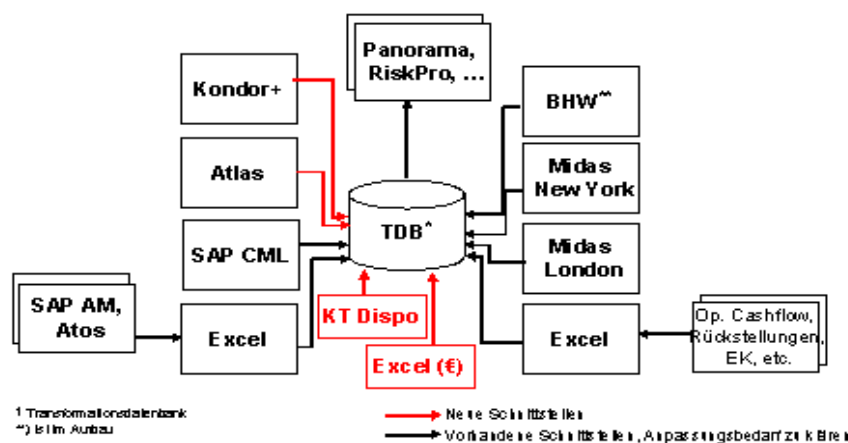 Panorama,
RiskPro, ...
Kondor+
BHW**
Atlas
Midas
New York
TDB*
SAP CML
Midas
London
SAP AM,
Atos
Excel
KT Dispo
Excel (€)
Excel
Op. Cashflow,
Rückstellungen,
EK, etc.
Transformationsdatenbank
**) Ist im Aufbau
Neue Schnittstellen
Vorhandene Schnittstellen, Anpassungsbedarf zu klären